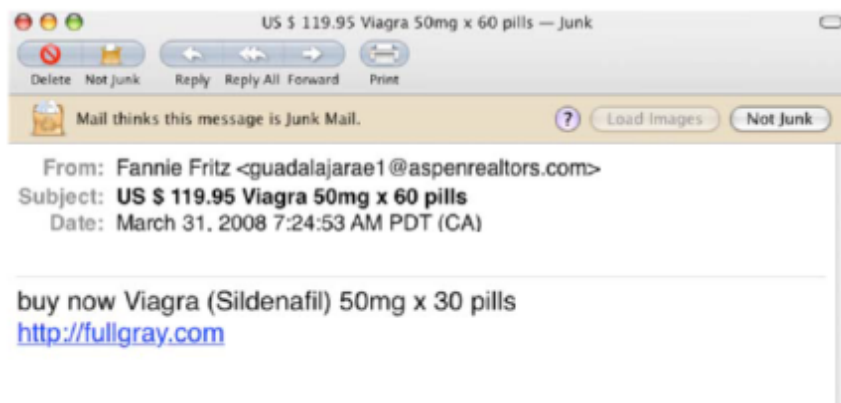 US $ 119.95 Viagra 50mg x 60 pills — Junk
Delete Not Junk Reply Reply All Forward Print
Mail thinks this message is Junk Mail. ? Load Images Not Junk
From: Fannie Fritz <guadalajarae1@aspenrealtors.com>
Subject: US $ 119.95 Viagra 50mg x 60 pills
Date: March 31, 2008 7:24:53 AM PDT (CA)
buy now Viagra (Sildenafil) 50mg x 30 pills
http://fullgray.com